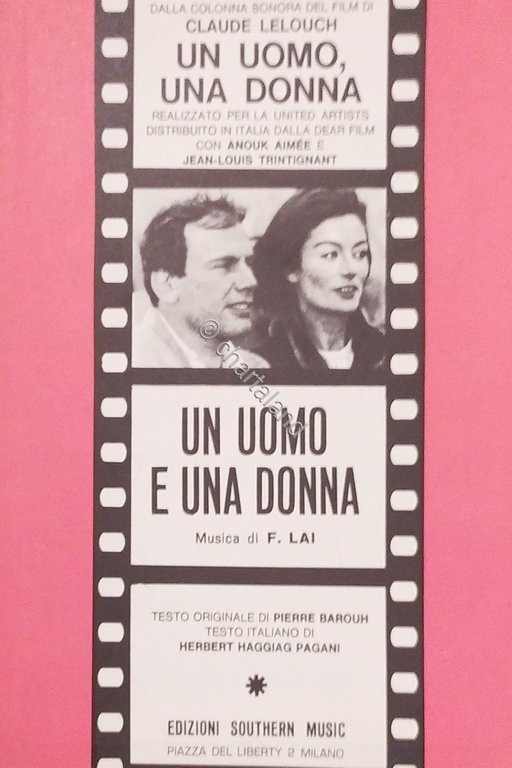 DALLA COLONNA SONORA DEL FILM DI
CLAUDE LELOUCH
UN UOMO,
UNA DONNA
REALIZZATO PER LA UNITED ARTISTS
DISTRIBUITO IN ITALIA DALLA DEAR FILM
CON ANOUK AIMÉE E
JEAN-LOUIS TRINTIGNANT
© chartaland
UN UOMO
E UNA DONNA
Musica di F. LAI
TESTO ORIGINALE DI PIERRE BAROUH
TESTO ITALIANO DI
HERBERT HAGGIAG PAGANI
EDIZIONI SOUTHERN MUSIC
PIAZZA DEL LIBERTY 2 MILANO